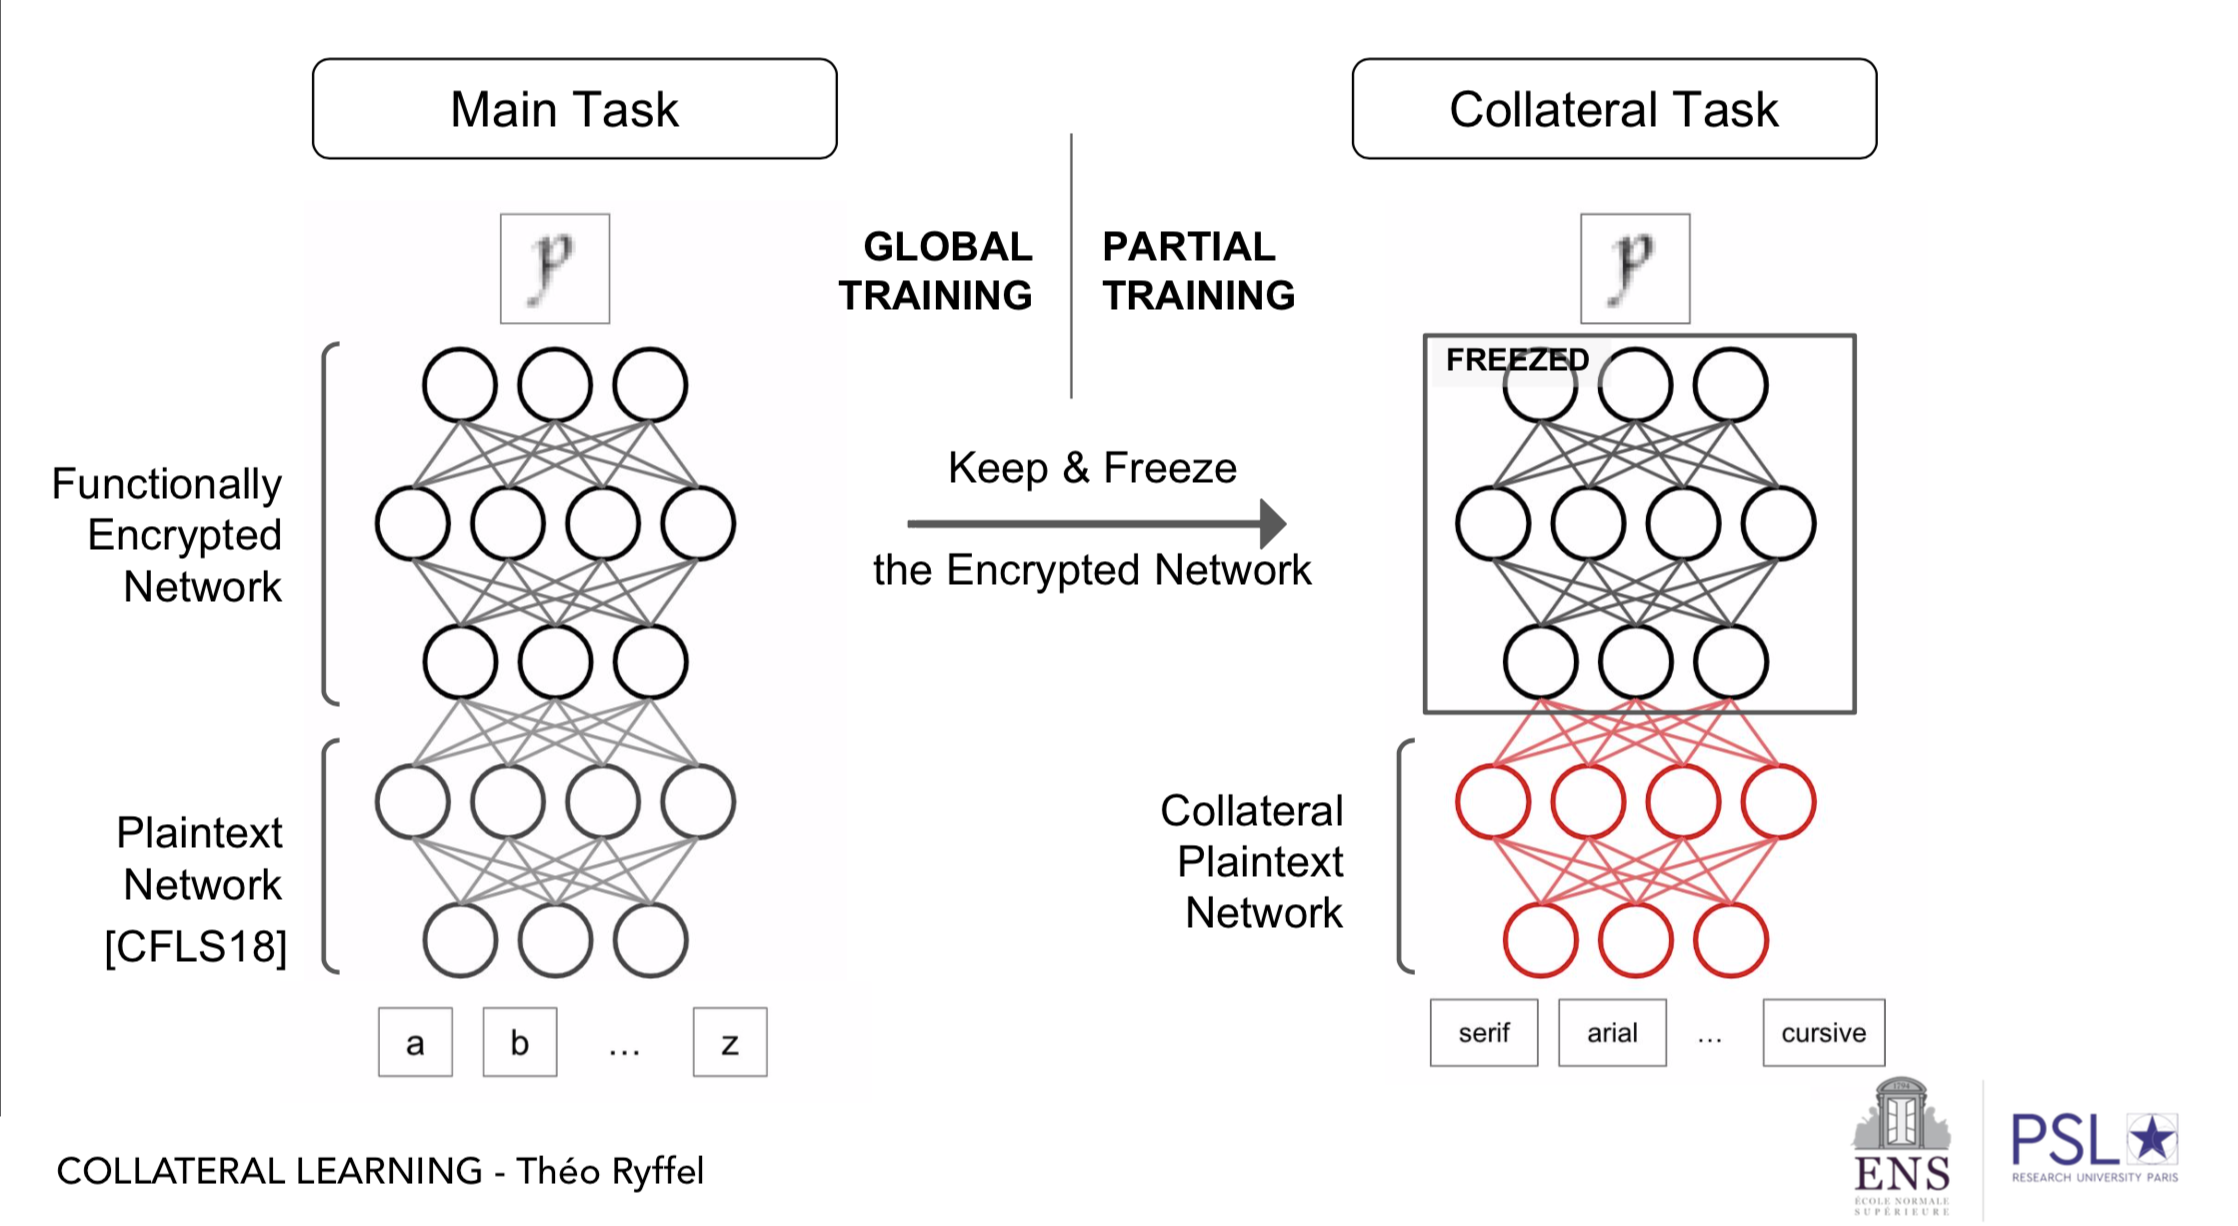 Main Task
Collateral Task
GLOBAL
TRAINING
PARTIAL
TRAINING
p
p
FREEZED
Functionally
Encrypted
Network
Keep & Freeze
the Encrypted Network
Plaintext
Network
[CFLS18]
Collateral
Plaintext
Network
a b ... z
serif arial ... cursive
COLLATERAL LEARNING - Théo Ryffel
1794
ENS
ÉCOLE NORMALE
SUPÉRIEURE
PSL
RESEARCH UNIVERSITY PARIS